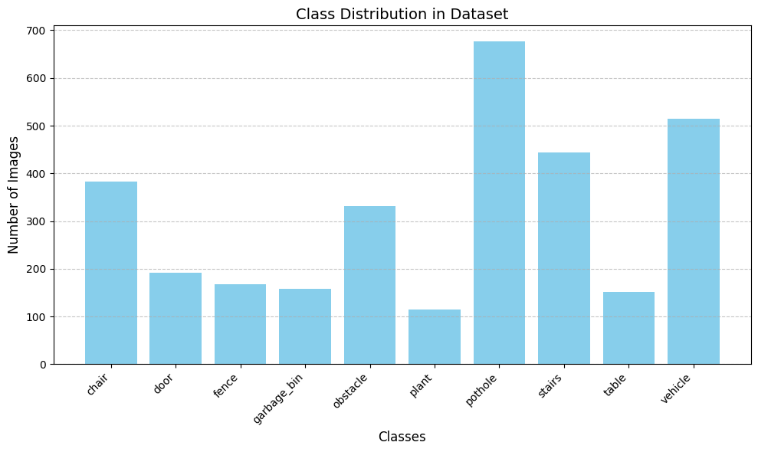 Class Distribution in Dataset
Number of Images
700
600
500
400
300
200
100
0
chair
door
fence
garbage_bin
obstacle
plant
pothole
stairs
table
vehicle
Classes